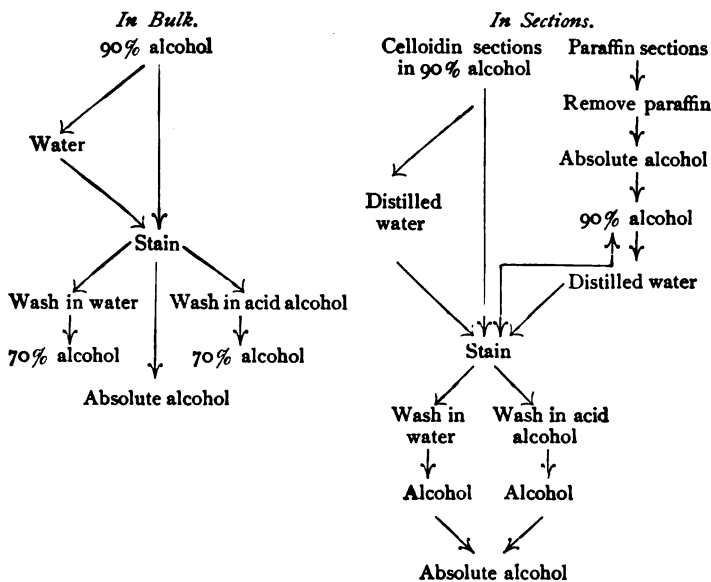 In Bulk.
90% alcohol
Water
Stain
Wash in water
Wash in acid alcohol
70% alcohol
70% alcohol
Absolute alcohol
In Sections.
Celloidin sections
in 90% alcohol
Paraffin sections
Remove paraffin
Absolute alcohol
90% alcohol
Distilled
water
Distilled water
Stain
Wash in
water
Wash in acid
alcohol
Alcohol
Alcohol
Absolute alcohol